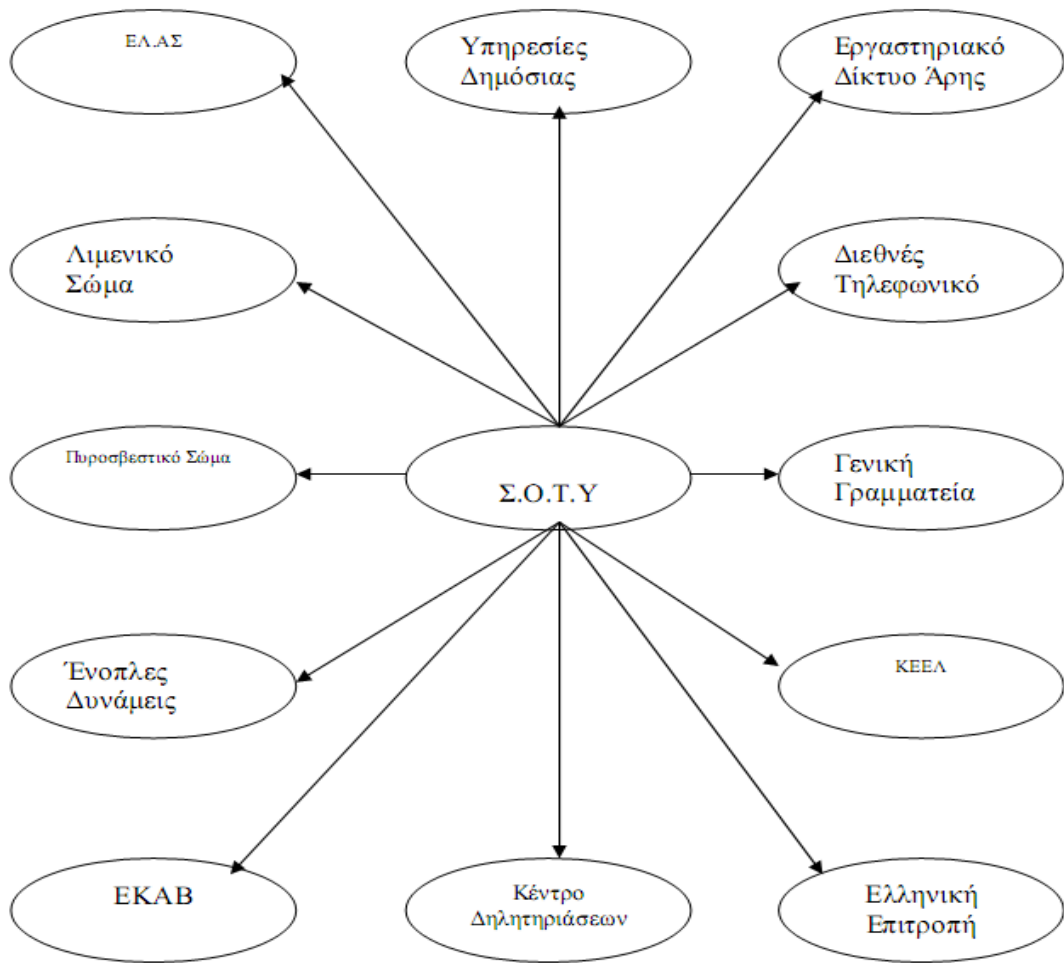 ΕΛ.ΑΣ
Υπηρεσίες
Δημόσιας
Εργαστηριακό
Δίκτυο Άρης
Λιμενικό
Σώμα
Διεθνές
Τηλεφωνικό
Πυροσβεστικό Σώμα
Σ.Ο.Τ.Υ
Γενική
Γραμματεία
Ένοπλες
Δυνάμεις
ΚΕΕΛ
ΕΚΑΒ
Κέντρο
Δηλητηριάσεων
Ελληνική
Επιτροπή